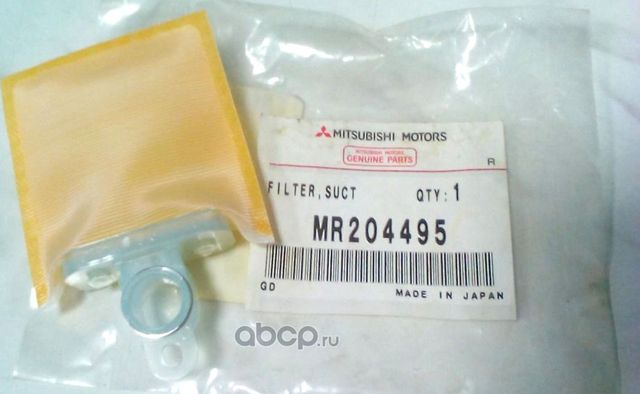 MITSUBISHI MOTORS
MITSUBISHI MOTORS
GENUINE PARTS
R
FILTER, SUCT QTY: 1
MR204495
GD MADE IN JAPAN
abcp.ru